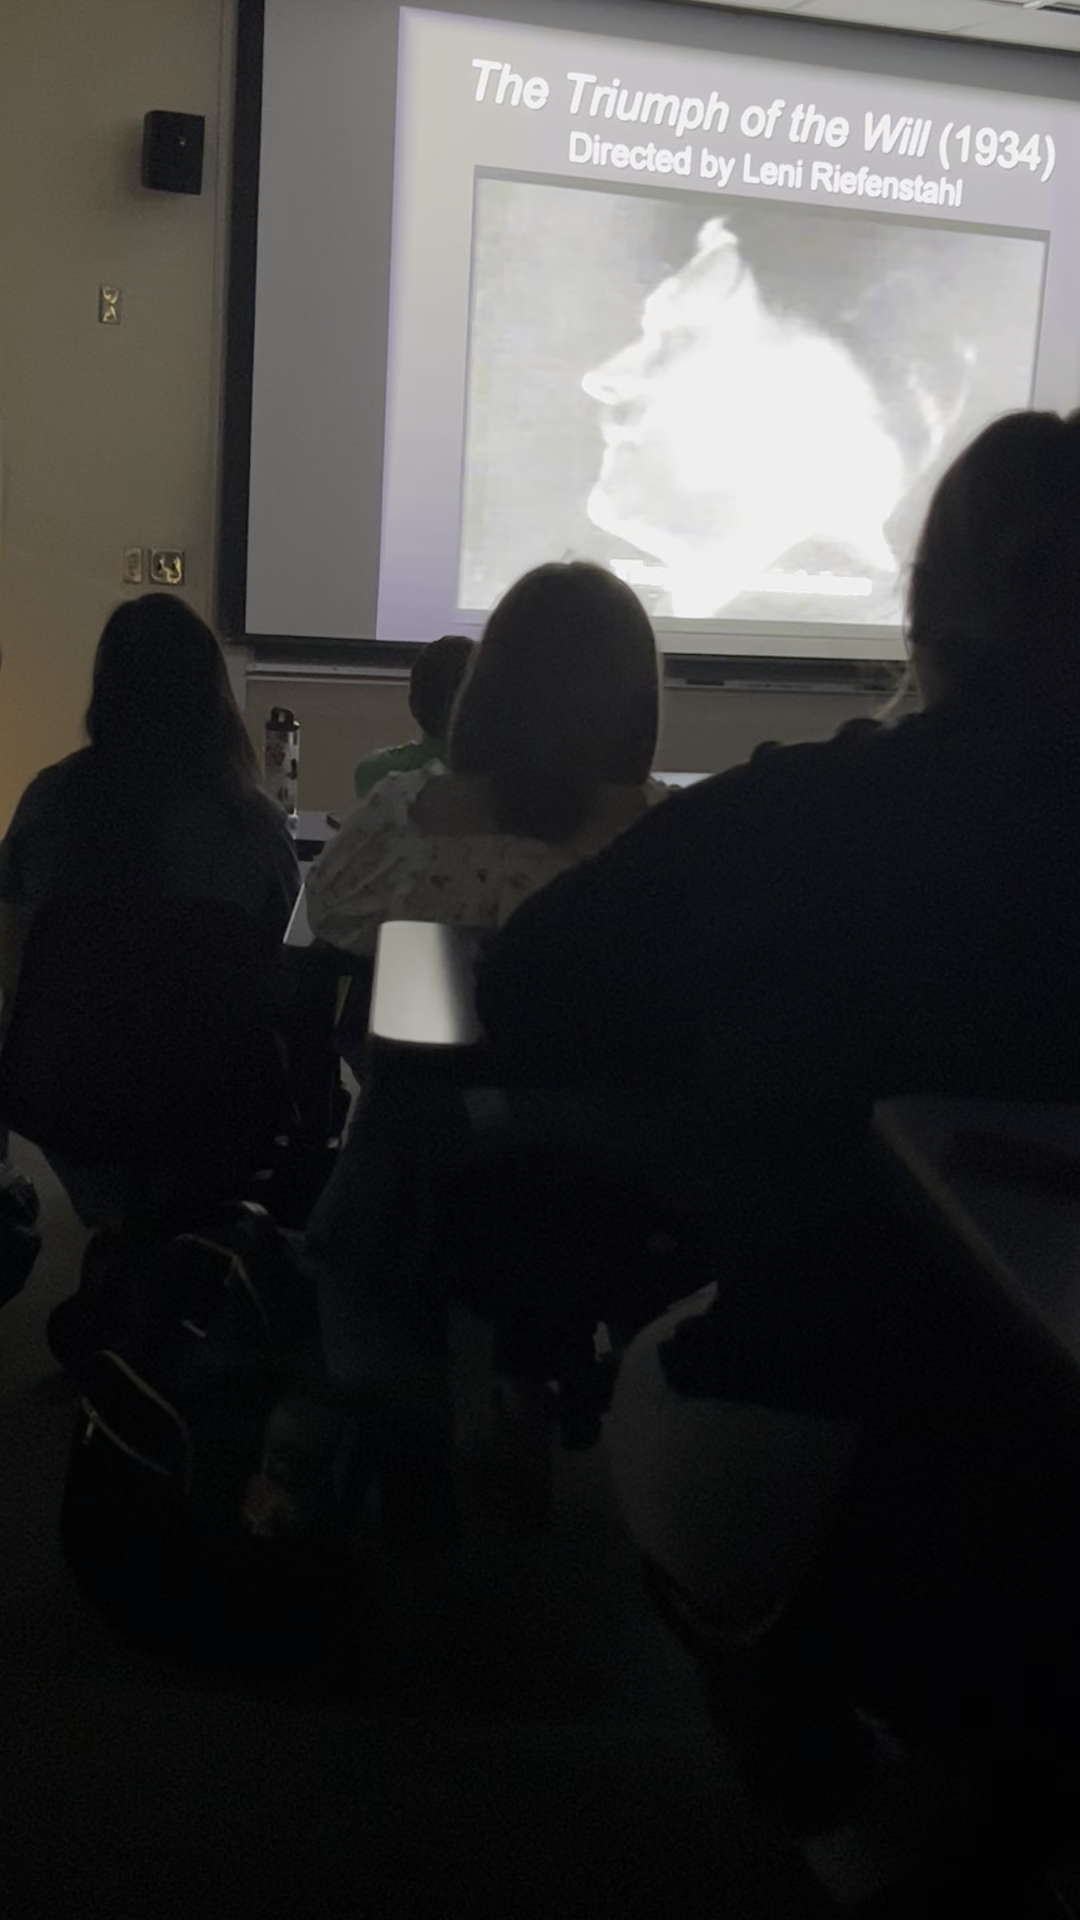 The Triumph of the Will (1934)
Directed by Leni Riefenstahl